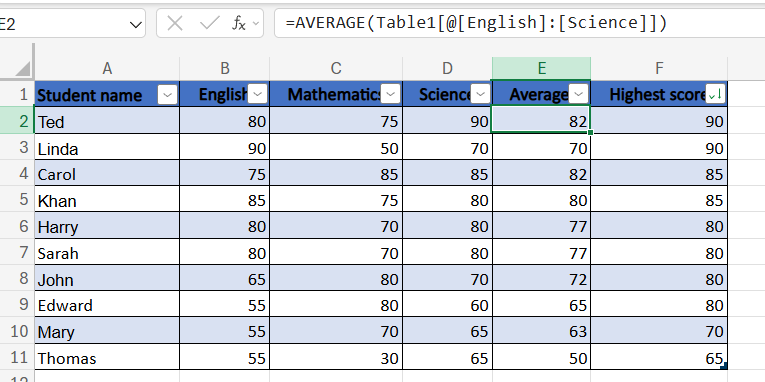 E2 fx =AVERAGE(Table1[@[English]:[Science]])
A B C D E F
1 Student name English Mathematics Science Average Highest score
2 Ted 80 75 90 82 90
3 Linda 90 50 70 70 90
4 Carol 75 85 85 82 85
5 Khan 85 75 80 80 85
6 Harry 80 70 80 77 80
7 Sarah 80 70 80 77 80
8 John 65 80 70 72 80
9 Edward 55 80 60 65 80
10 Mary 55 70 65 63 70
11 Thomas 55 30 65 50 65
12